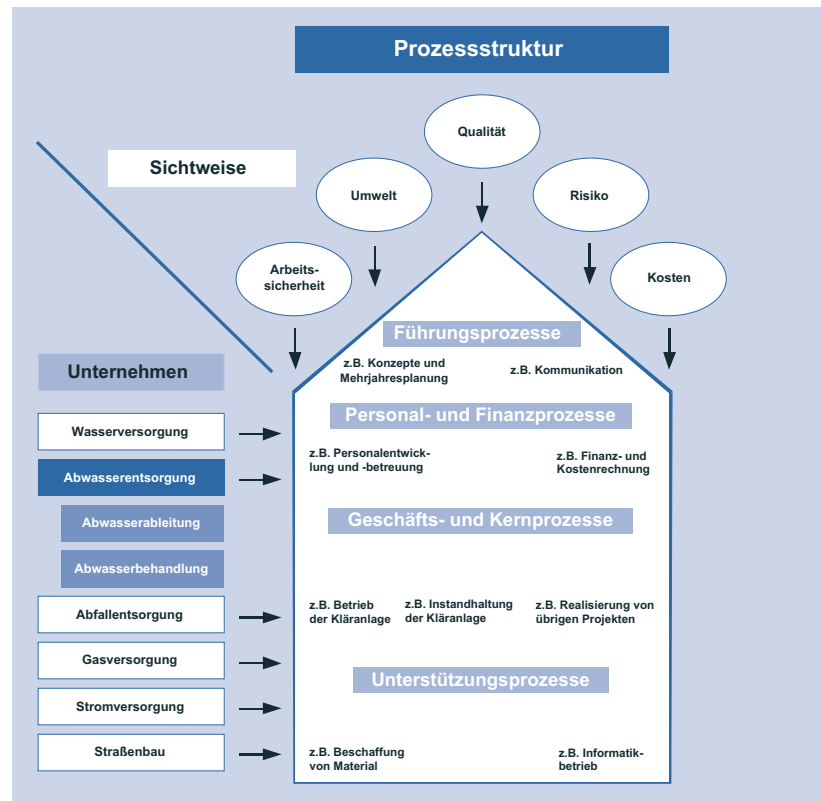 Prozessstruktur
Qualität
Sichtweise
Umwelt
Risiko
Arbeits-
sicherheit
Kosten
Führungsprozesse
z.B. Konzepte und
Mehrjahresplanung
z.B. Kommunikation
Unternehmen
Personal- und Finanzprozesse
Wasserversorgung
z.B. Personalentwick-
lung und -betreuung
z.B. Finanz- und
Kostenrechnung
Abwasserentsorgung
Geschäfts- und Kernprozesse
Abwasserableitung
Abwasserbehandlung
Abfallentsorgung
z.B. Betrieb
der Kläranlage
z.B. Instandhaltung
der Kläranlage
z.B. Realisierung von
übrigen Projekten
Gasversorgung
Unterstützungsprozesse
Stromversorgung
Straßenbau
z.B. Beschaffung
von Material
z.B. Informatik-
betrieb